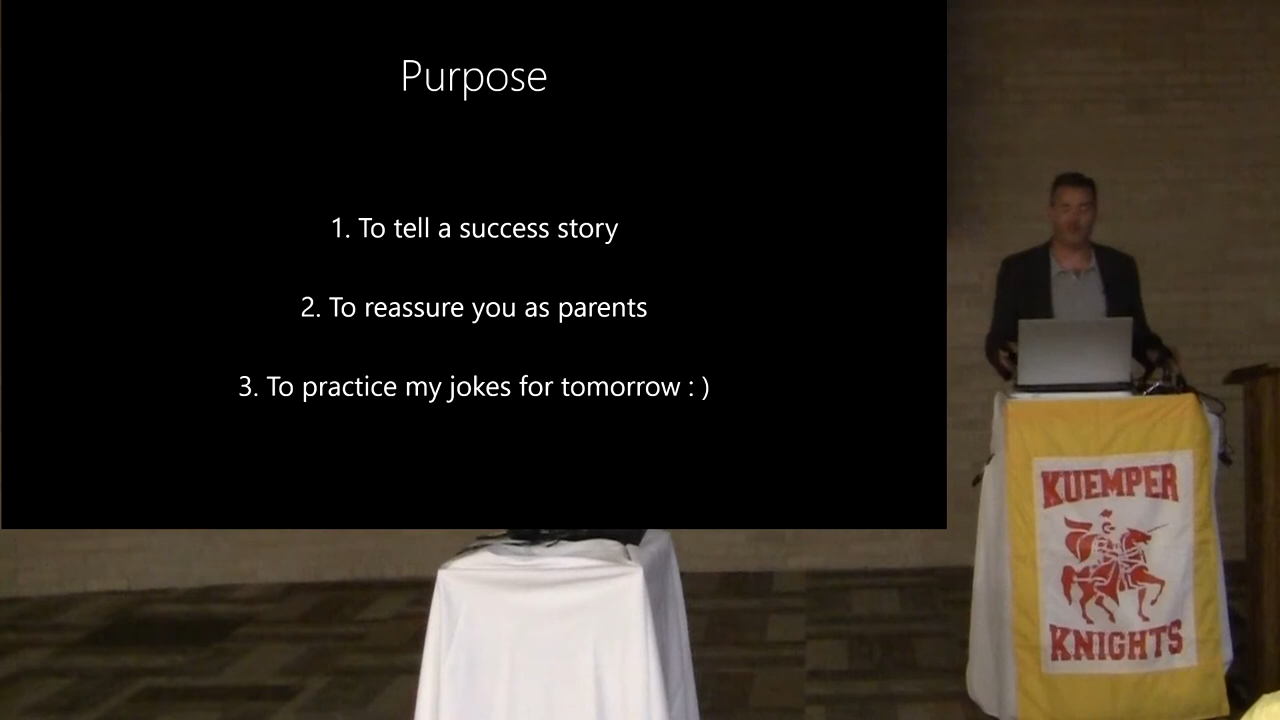 Purpose
1. To tell a success story
2. To reassure you as parents
3. To practice my jokes for tomorrow : )
KUEMPER
KNIGHTS